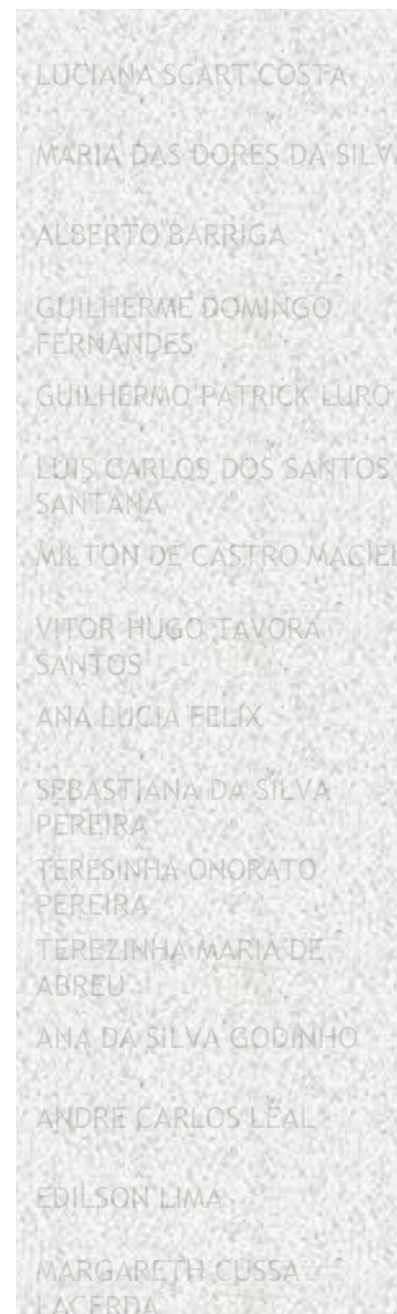 LUCIANA SCART COSTA
MARIA DAS DORES DA SILVA
ALBERTO BARRIGA
GUILHERME DOMINGO
FERNANDES
GUILHERMO PATRICK LURO
LUIS CARLOS DOS SANTOS
SANTANA
MILTON DE CASTRO MACIEL
VITOR HUGO TAVORA
SANTOS
ANA LUCIA FELIX
SEBASTIANA DA SILVA
PEREIRA
TERESINHA ONORATO
PEREIRA
TEREZINHA MARIA DE
ABREU
ANA DA SILVA GODINHO
ANDRE CARLOS LEAL
EDILSON LIMA
MARGARETH CUSSA
LACERDA